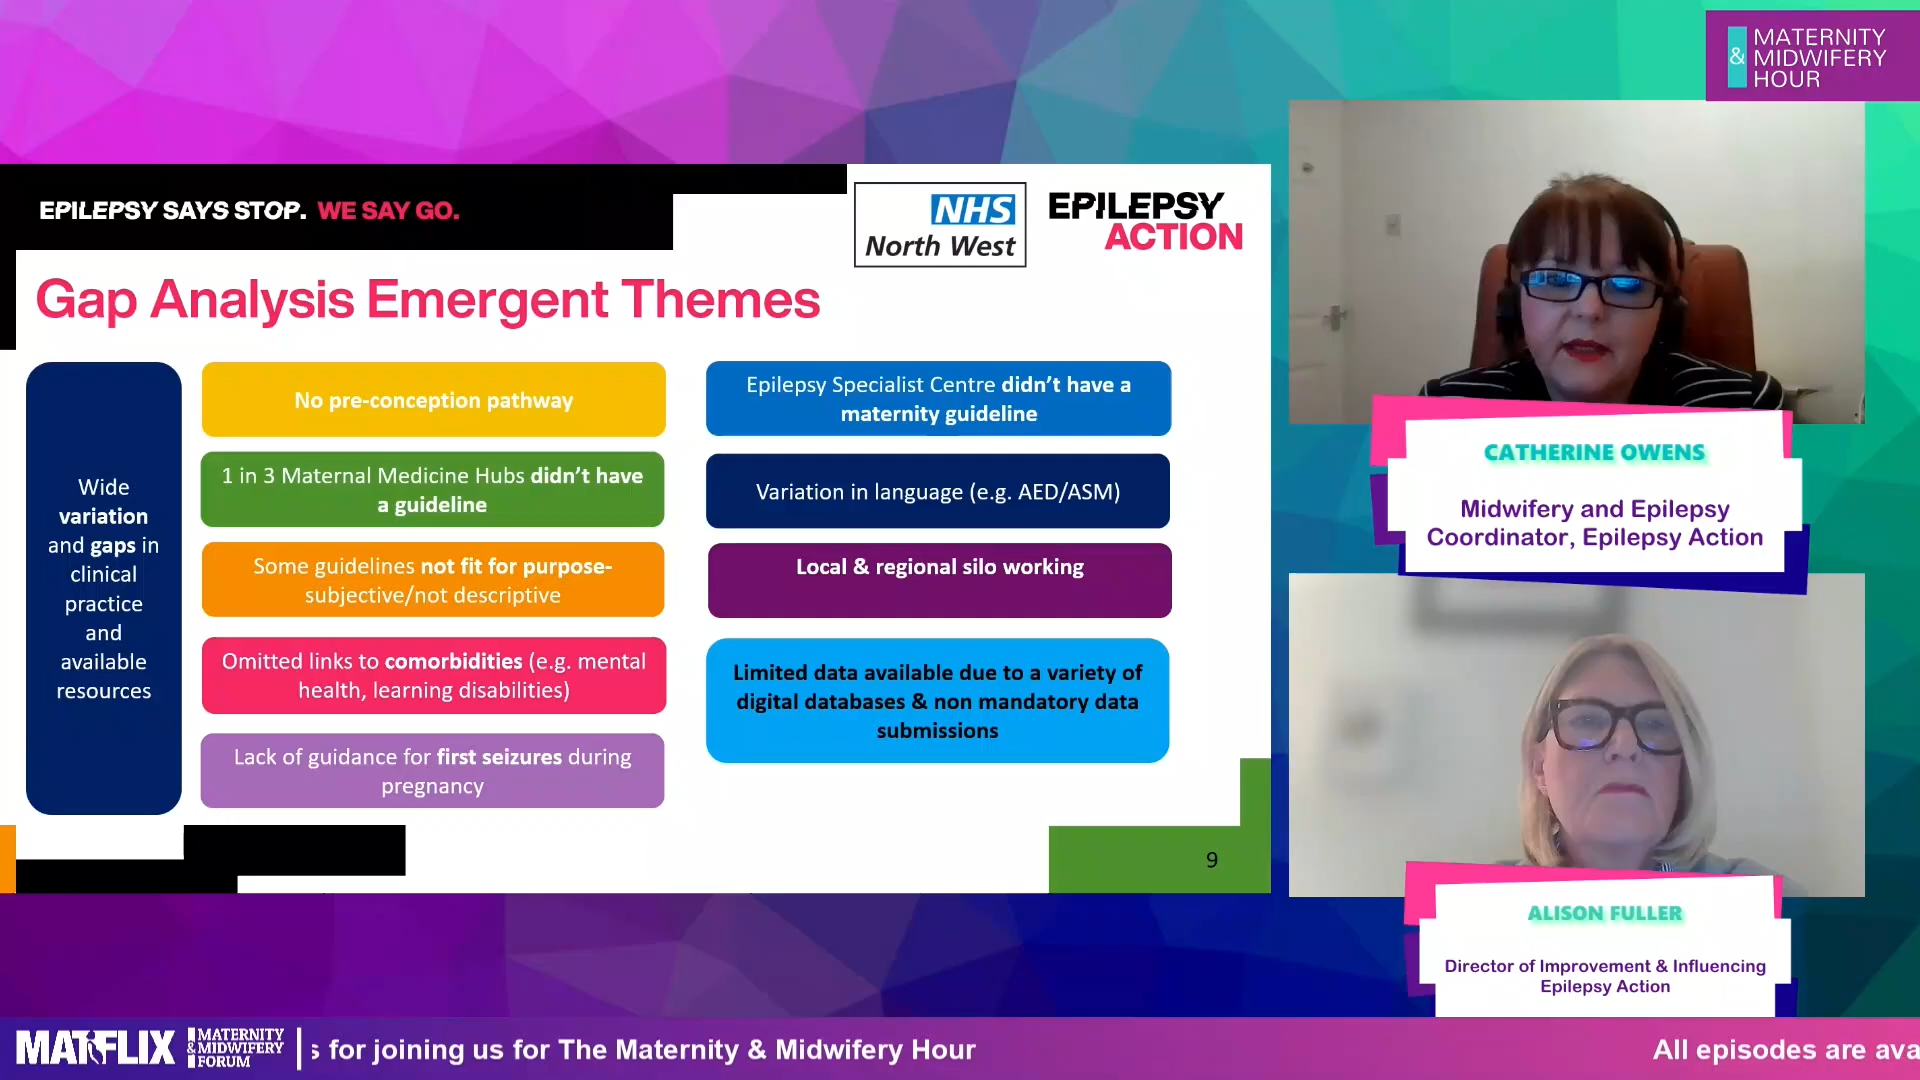 MATERNITY
& MIDWIFERY
HOUR
EPILEPSY SAYS STOP. WE SAY GO.
NHS
North West
EPILEPSY
ACTION
Gap Analysis Emergent Themes
Wide
variation
and gaps in
clinical
practice
and
available
resources
No pre-conception pathway
1 in 3 Maternal Medicine Hubs didn’t have
a guideline
Some guidelines not fit for purpose-
subjective/not descriptive
Omitted links to comorbidities (e.g. mental
health, learning disabilities)
Lack of guidance for first seizures during
pregnancy
Epilepsy Specialist Centre didn’t have a
maternity guideline
Variation in language (e.g. AED/ASM)
Local & regional silo working
Limited data available due to a variety of
digital databases & non mandatory data
submissions
9
CATHERINE OWENS
Midwifery and Epilepsy
Coordinator, Epilepsy Action
ALISON FULLER
Director of Improvement & Influencing
Epilepsy Action
MATFLIX
MATERNITY
& MIDWIFERY
FORUM
s for joining us for The Maternity & Midwifery Hour
All episodes are ava